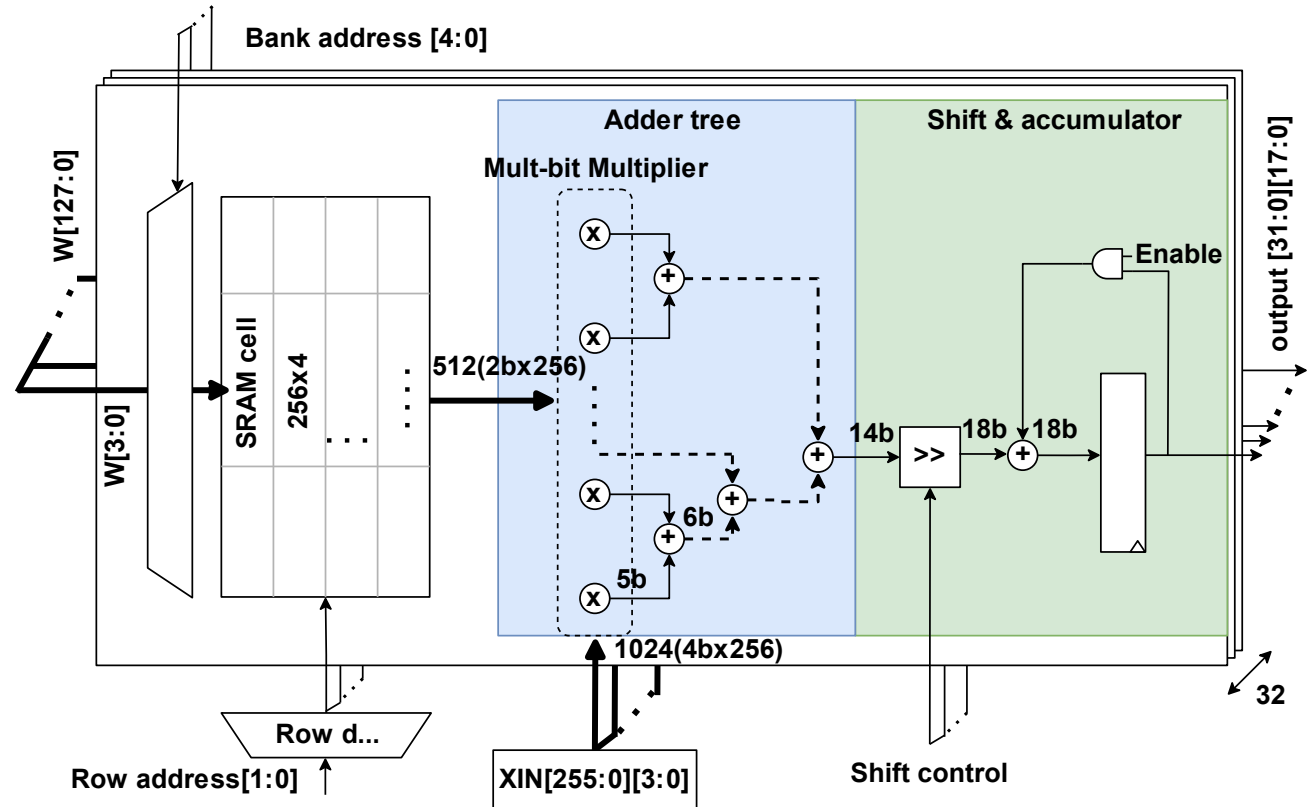 Bank address [4:0]
Adder tree
Shift & accumulator
Mult-bit Multiplier
W[127:0]
W[3:0]
SRAM cell
256x4
. . .
. . .
512(2bx256)
x
+
x
x
+
6b
+
5b
x
+
14b
>>
18b
+
18b
Enable
output [31:0][17:0]
1024(4bx256)
32
Row d...
Row address[1:0]
XIN[255:0][3:0]
Shift control